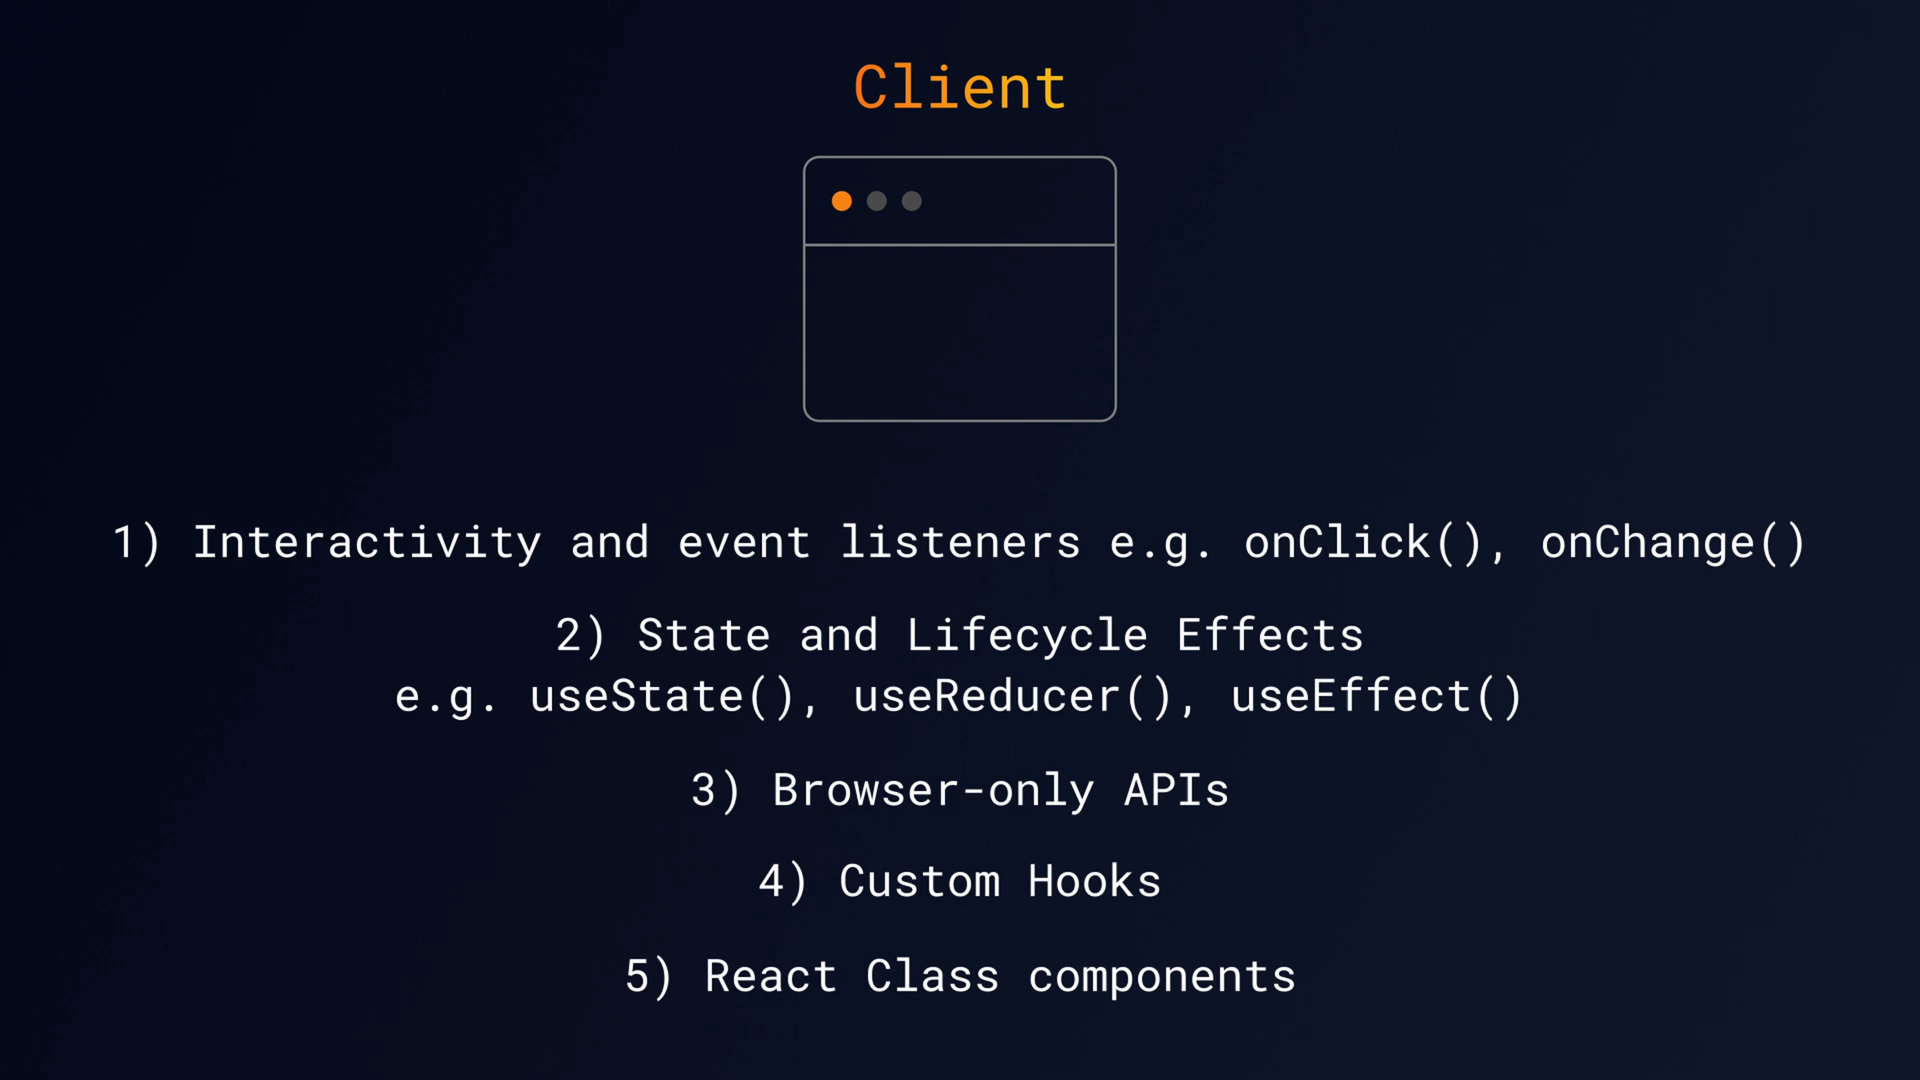 Client
1) Interactivity and event listeners e.g. onClick(), onChange()
2) State and Lifecycle Effects
e.g. useState(), useReducer(), useEffect()
3) Browser-only APIs
4) Custom Hooks
5) React Class components